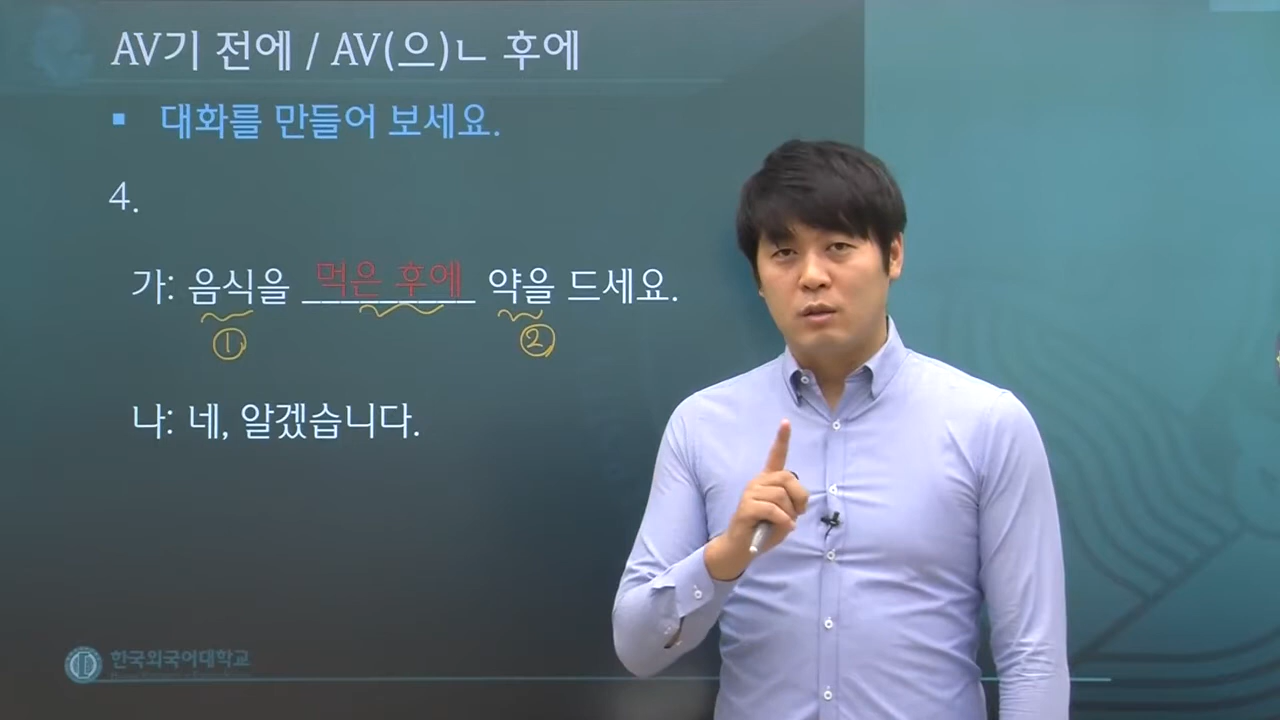 AV기 전에 / AV(으)ㄴ 후에
▪ 대화를 만들어 보세요.
4.
가: 음식을 먹은 후에 약을 드세요.
① ②
나: 네, 알겠습니다.
한국외국어대학교